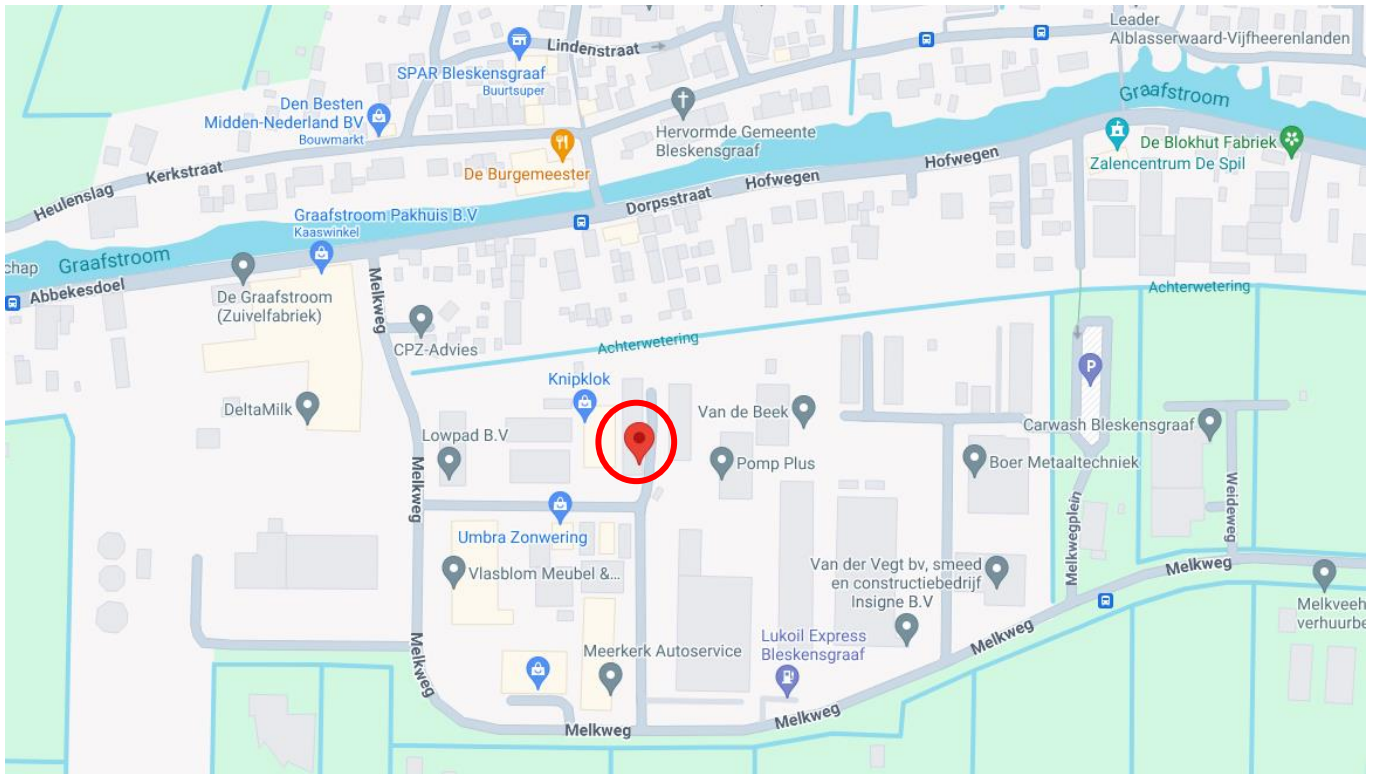 Leader
Alblasserwaard-Vijfheerenlanden
Lindenstraat
SPAR Bleskensgraaf
Buurtsuper
Den Besten
Midden-Nederland BV
Bouwmarkt
Graafstroom
Hervormde Gemeente
Bleskensgraaf
De Blokhut Fabriek
Zalencentrum De Spil
Hofwegen
Kerkstraat
De Burgemeester
Hofwegen
Heulenslag
Dorpsstraat
Graafstroom Pakhuis B.V
Kaaswinkel
chap
Graafstroom
Abbekesdoel
De Graafstroom
(Zuivelfabriek)
Melkweg
Achterwetering
CPZ-Advies
Achterwetering
Knipklok
DeltaMilk
Van de Beek
P
Carwash Bleskensgraaf
Lowpad B.V
Pomp Plus
Boer Metaaltechniek
Melkweg
Weideweg
Umbra Zonwering
Melkwegplein
Vlasblom Meubel &...
Van der Vegt bv, smeed
en constructiebedrijf
Insigne B.V
Melkweg
Melkveeh
verhuurbe
Melkweg
Lukoil Express
Bleskensgraaf
Meerkerk Autoservice
Melkweg
Melkweg
Melkweg